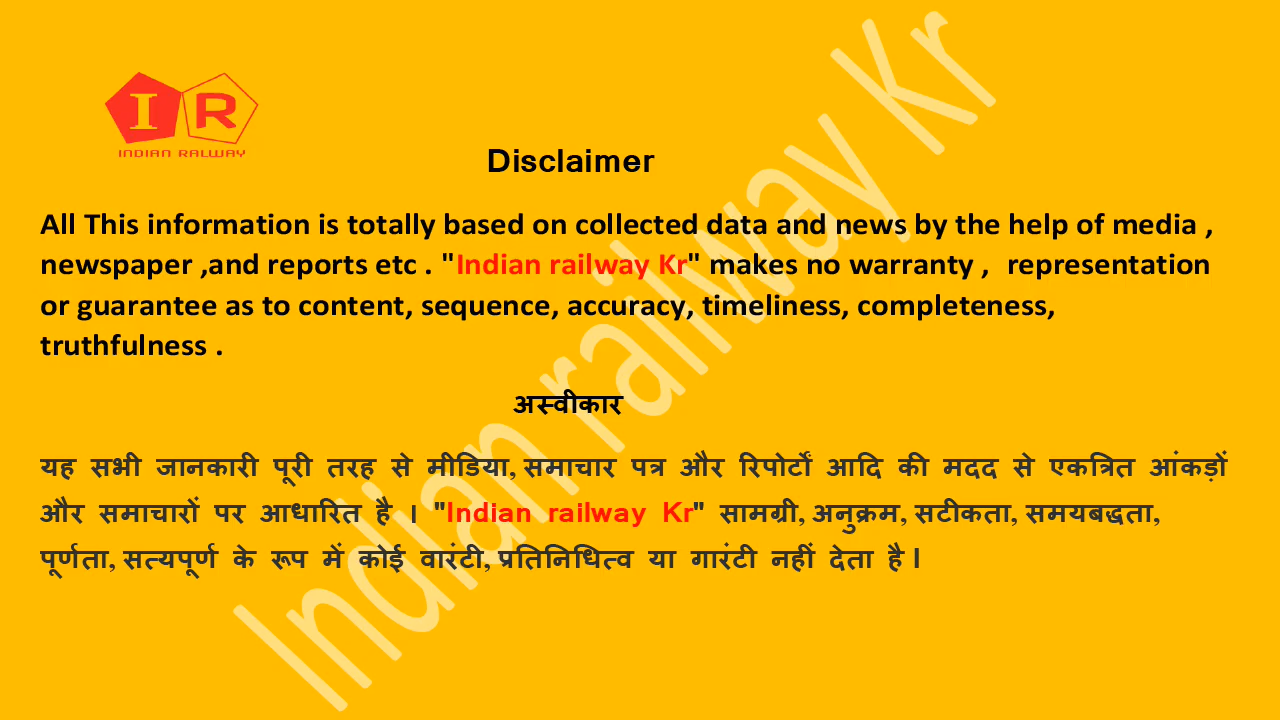 I R
INDIAN RALWAY
Disclaimer
All This information is totally based on collected data and news by the help of media ,
newspaper ,and reports etc . "Indian railway Kr" makes no warranty ,  representation
or guarantee as to content, sequence, accuracy, timeliness, completeness,
truthfulness .
अस्वीकार
यह सभी जानकारी पूरी तरह से मीडिया, समाचार पत्र और रिपोर्टों आदि की मदद से एकत्रित आंकड़ों
और समाचारों पर आधारित है । "Indian railway Kr" सामग्री, अनुक्रम, सटीकता, समयबद्धता,
पूर्णता, सत्यपूर्ण के रूप में कोई वारंटी, प्रतिनिधित्व या गारंटी नहीं देता है l
Indian railway Kr